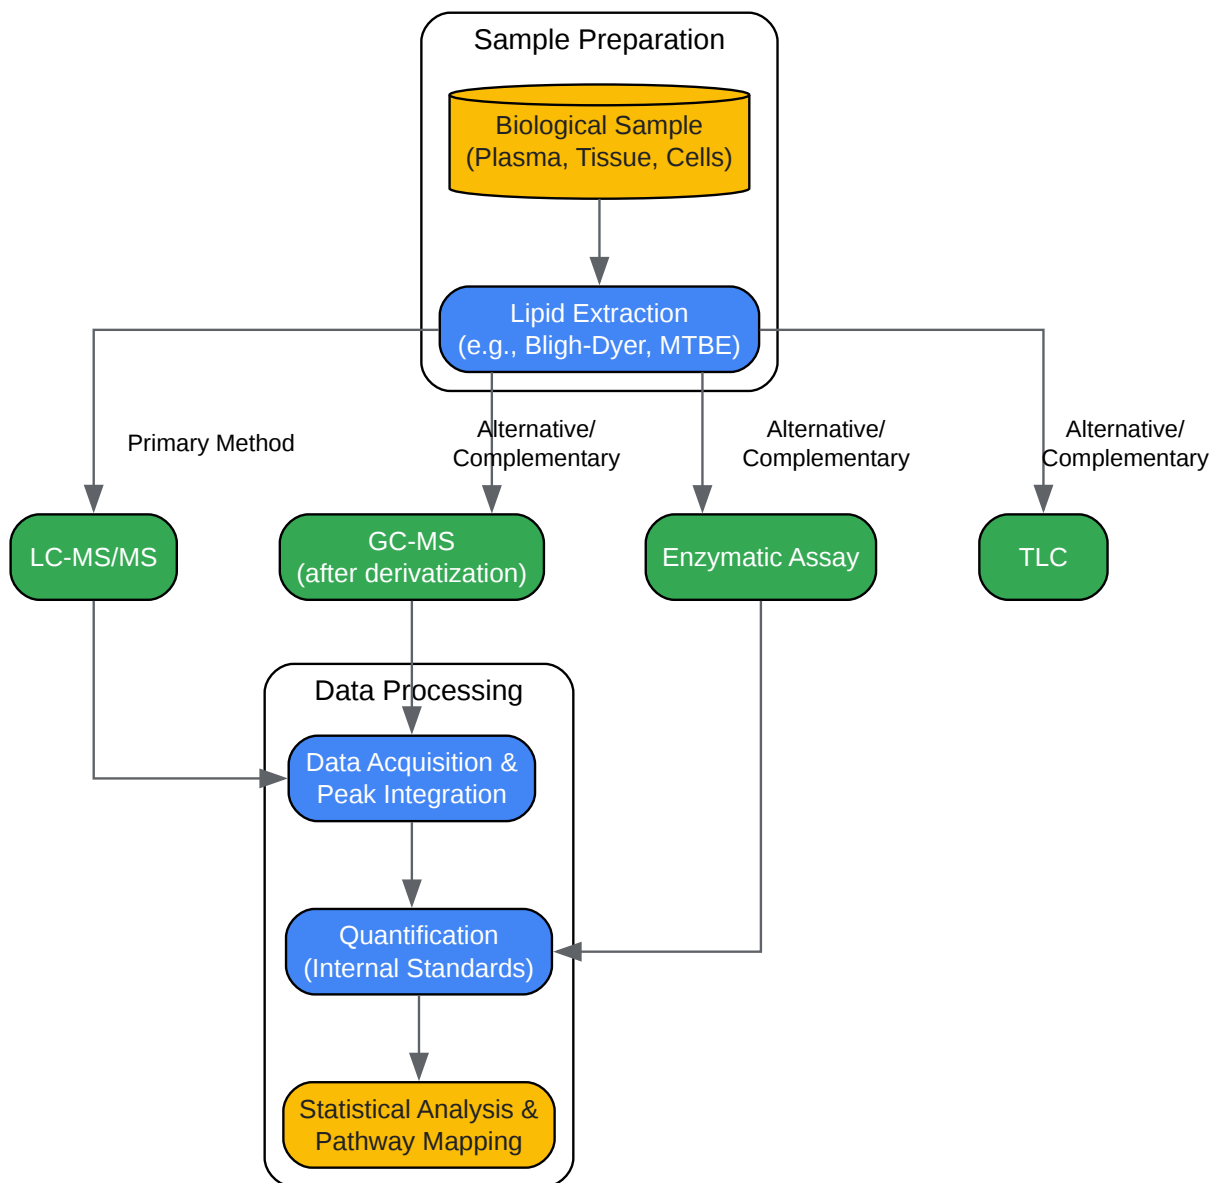 Sample Preparation
Biological Sample
(Plasma, Tissue, Cells)
Lipid Extraction
(e.g., Bligh-Dyer, MTBE)
Primary Method
Alternative/
Complementary
Alternative/
Complementary
Alternative/
Complementary
LC-MS/MS
GC-MS
(after derivatization)
Enzymatic Assay
TLC
Data Processing
Data Acquisition &
Peak Integration
Quantification
(Internal Standards)
Statistical Analysis &
Pathway Mapping